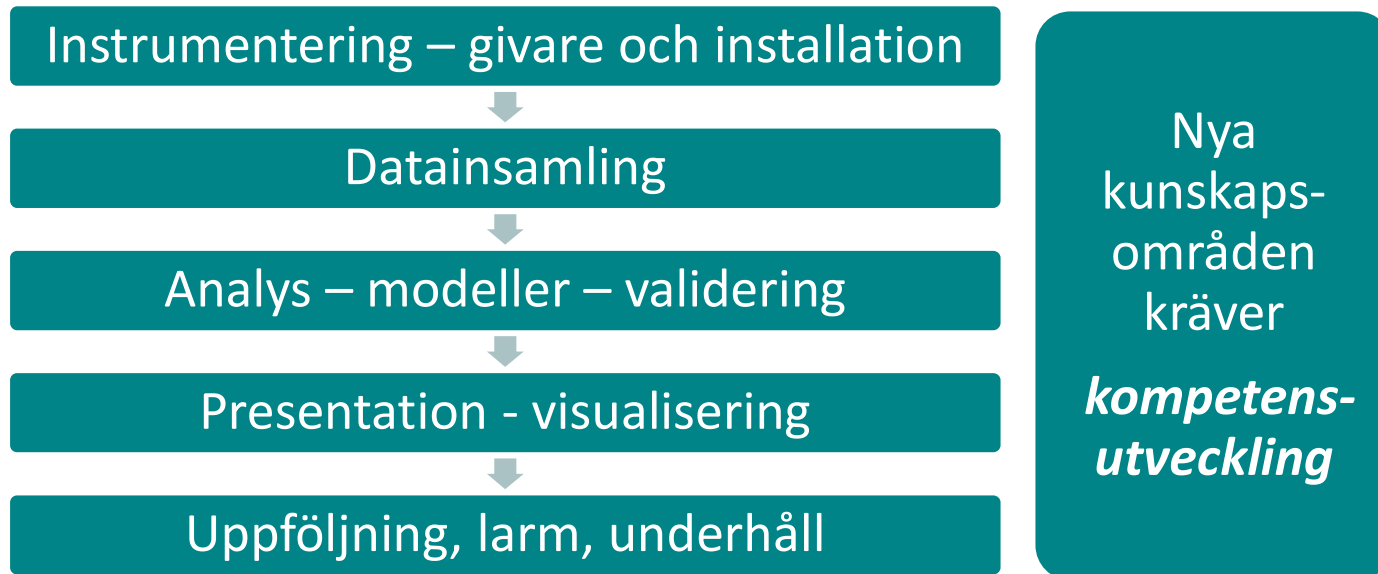 Instrumentering – givare och installation
Datainsamling
Analys – modeller – validering
Presentation - visualisering
Uppföljning, larm, underhåll
Nya
kunskaps-
områden
kräver
kompetens-
utveckling